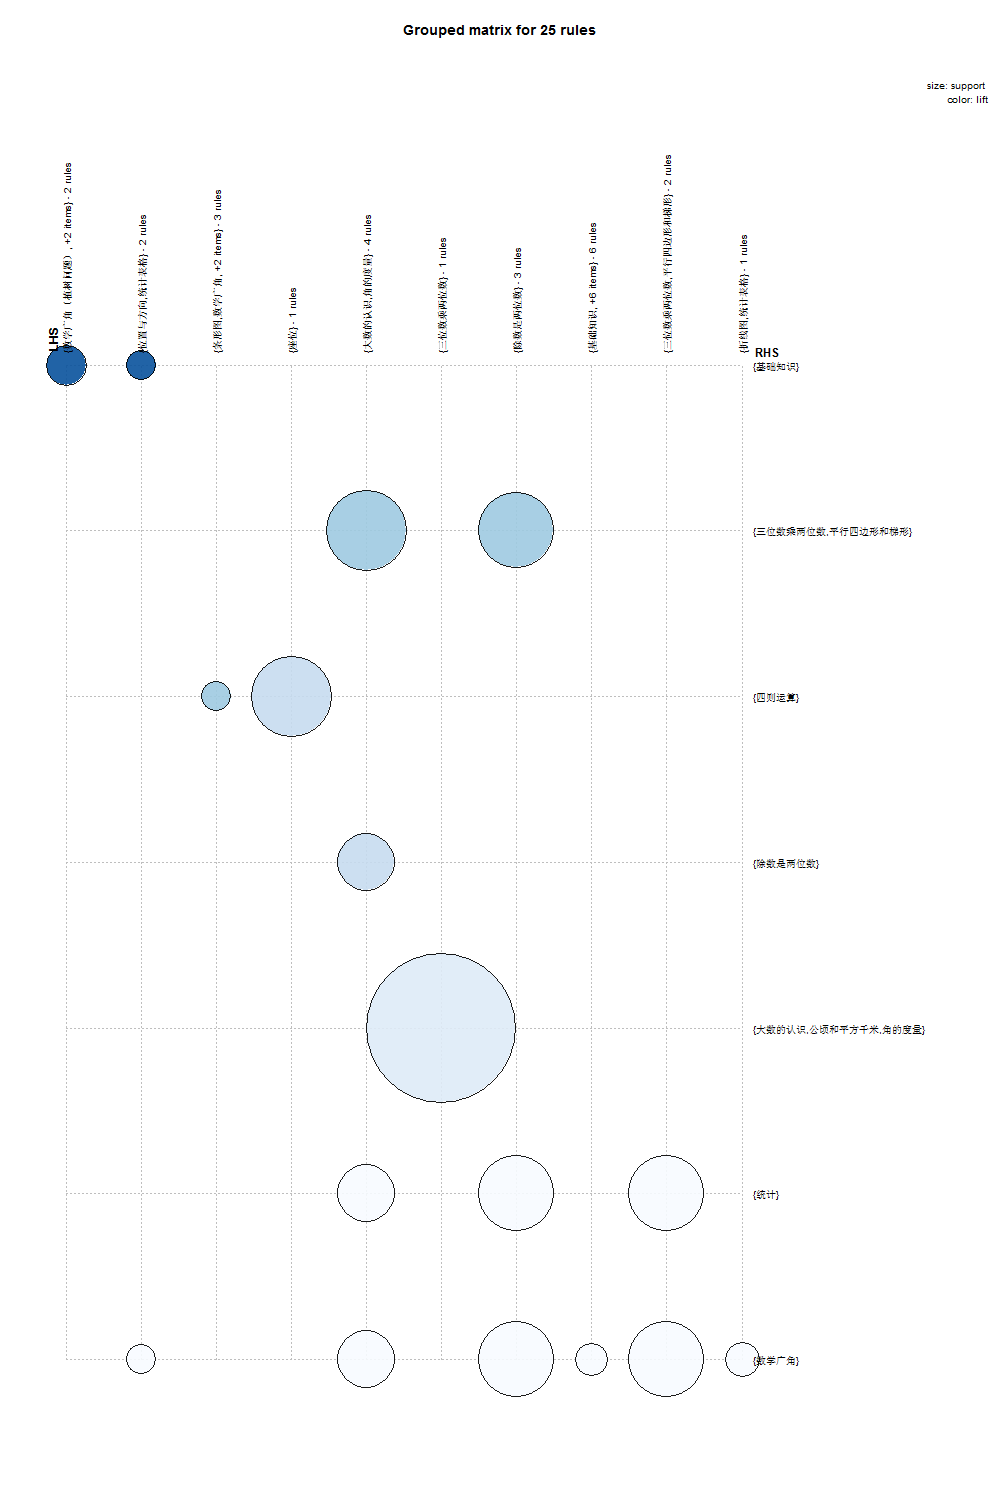 Grouped matrix for 25 rules
size: support
color: lift
{数学广角（植树问题）, +2 items} - 2 rules
{位置与方向,统计表格} - 2 rules
{条形图,数学广角, +2 items} - 3 rules
{座位} - 1 rules
{大数的认识,角的度量} - 4 rules
{三位数乘两位数} - 1 rules
{除数是两位数} - 3 rules
{基础知识, +6 items} - 6 rules
{三位数乘两位数,平行四边形和梯形} - 2 rules
{折线图,统计表格} - 1 rules
LHS
RHS
{基础知识}
{三位数乘两位数,平行四边形和梯形}
{四则运算}
{除数是两位数}
{大数的认识,公顷和平方千米,角的度量}
{统计}
{数学广角}